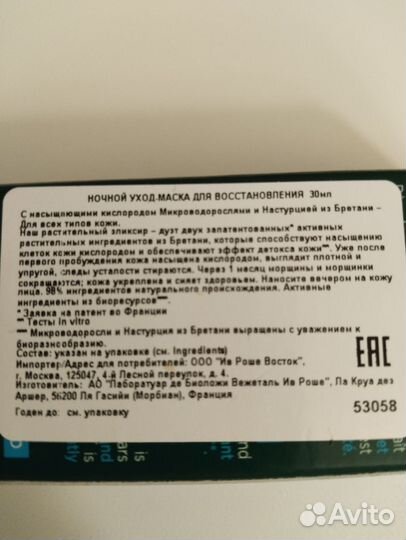 НОЧНОЙ УХОД-МАСКА ДЛЯ ВОССТАНОВЛЕНИЯ 30мл
С насыщающими кислородом Микроводорослями и Настурцией из Бретани –
Для всех типов кожи.
Наш растительный эликсир – дуэт двух запатентованных* активных
растительных ингредиентов из Бретани, которые способствуют насыщению
клеток кожи кислородом и обеспечивают эффект детокса кожи**. Уже после
первого пробуждения кожа насыщена кислородом, выглядит плотной и
упругой, следы усталости стираются. Через 1 месяц морщины и морщинки
сокращаются; кожа укреплена и сияет здоровьем. Наносите вечером на кожу
лица. 98% ингредиентов натурального происхождения. Активные
ингредиенты из биоресурсов***.
* Заявка на патент во Франции
** Тесты in vitro
*** Микроводоросли и Настурция из Бретани выращены с уважением к
биоразнообразию.
Состав: указан на упаковке (см. Ingredients)
Импортер/Адрес для потребителей: ООО "Ив Роше Восток",
г. Москва, 125047, 4-й Лесной переулок, д. 4.
Изготовитель: АО "Лаборатуар де Биоложи Вежеталь Ив Роше", Ла Круа дез
Аршер, 56200 Ля Гасийи (Морбиан), Франция
Годен до: см. упаковку
EAC
53058
is
and
is
Avito